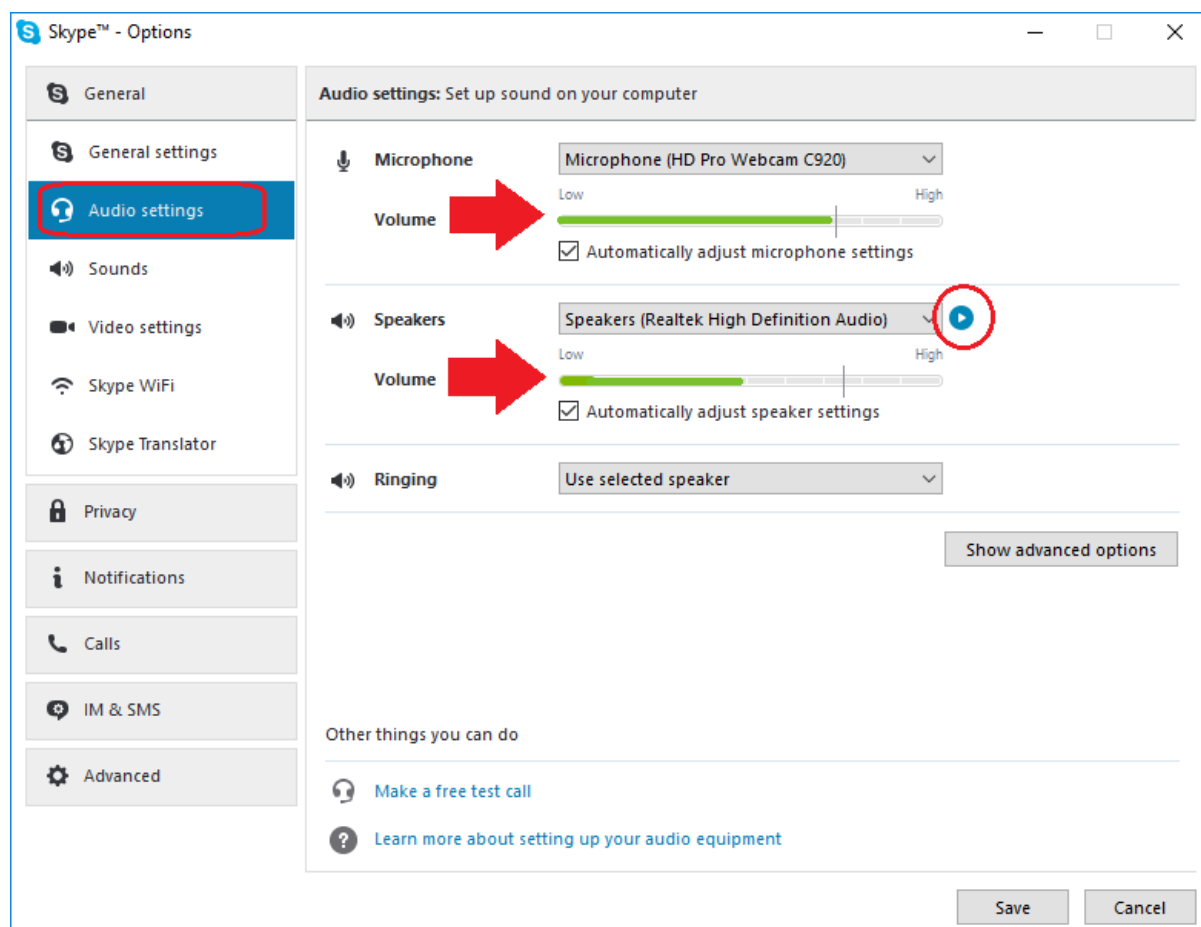 Skype™ - Options
General
General settings
Audio settings
Sounds
Video settings
Skype WiFi
Skype Translator
Privacy
Notifications
Calls
IM & SMS
Advanced
Audio settings: Set up sound on your computer
Microphone
Microphone (HD Pro Webcam C920)
Low High
Volume
Automatically adjust microphone settings
Speakers
Speakers (Realtek High Definition Audio)
Low High
Volume
Automatically adjust speaker settings
Ringing
Use selected speaker
Show advanced options
Other things you can do
Make a free test call
Learn more about setting up your audio equipment
Save
Cancel